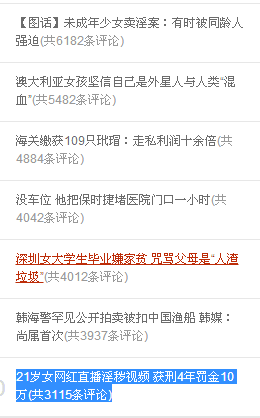 【图话】未成年少女卖淫案：有时被同龄人
强迫(共6182条评论)
澳大利亚女孩坚信自己是外星人与人类“混
血”(共5482条评论)
海关缴获109只玳瑁：走私利润十余倍(共
4884条评论)
没车位 他把保时捷堵医院门口一小时(共
4042条评论)
深圳女大学生毕业嫌家贫 咒骂父母是“人渣
垃圾”(共4012条评论)
韩海警罕见公开拍卖被扣中国渔船 韩媒：
尚属首次(共3937条评论)
21岁女网红直播淫秽视频 获刑4年罚金10
万(共3115条评论)